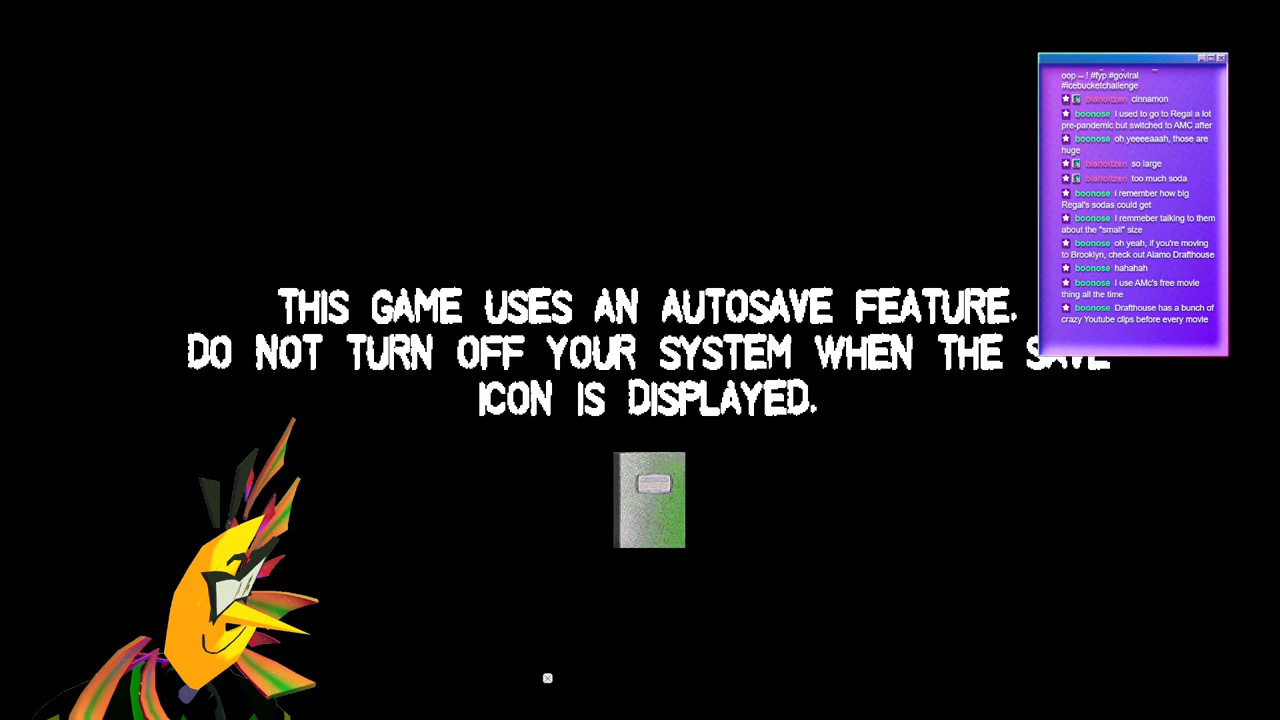 oop -- ! #fyp #goviral
#icebucketchallenge
cinnamon
boonose I used to go to Regal a lot
pre-pandemic but switched to AMC after
boonose oh yeeeeaaah, those are
huge
so large
too much soda
boonose I remember how big
Regal's sodas could get
boonose I remmeber talking to them
about the "small" size
boonose oh yeah, if you're moving
to Brooklyn, check out Alamo Drafthouse
boonose hahahah
boonose I use AMc's free movie
thing all the time
boonose Drafthouse has a bunch of
crazy Youtube clips before every movie
THIS GAME USES AN AUTOSAVE FEATURE.
DO NOT TURN OFF YOUR SYSTEM WHEN THE SAVE
ICON IS DISPLAYED.